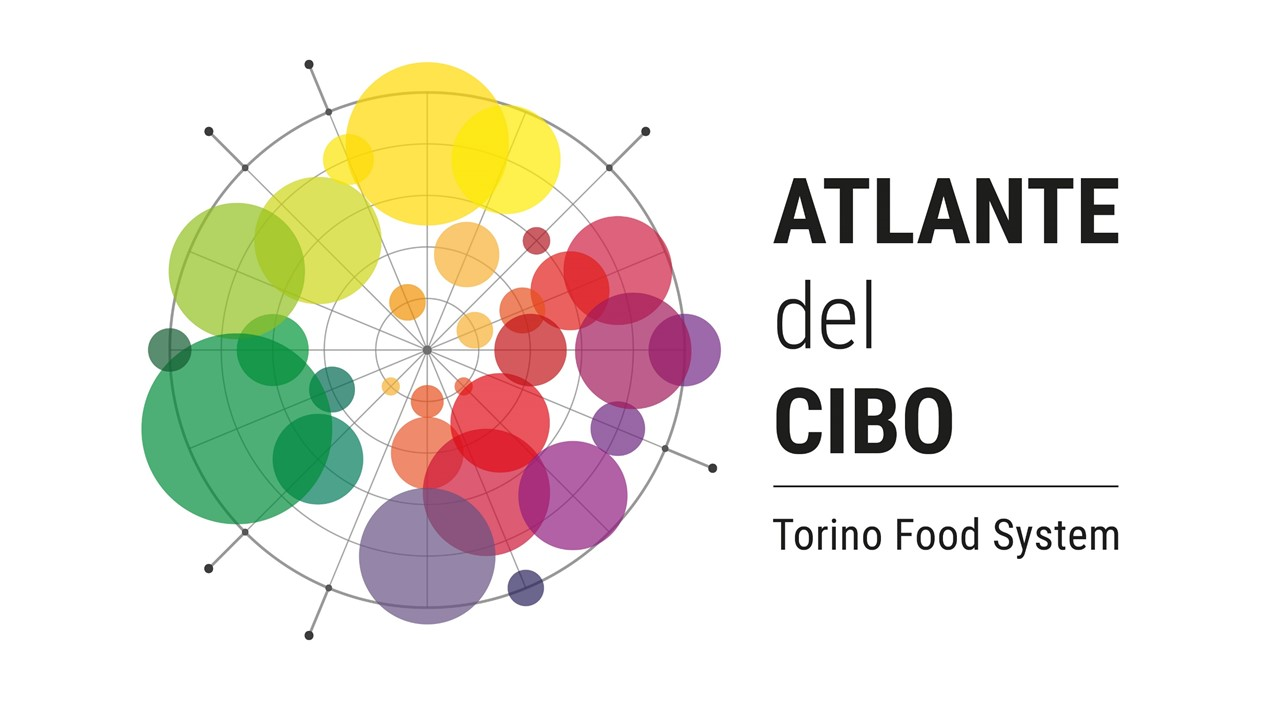 ATLANTE
del
CIBO
Torino Food System